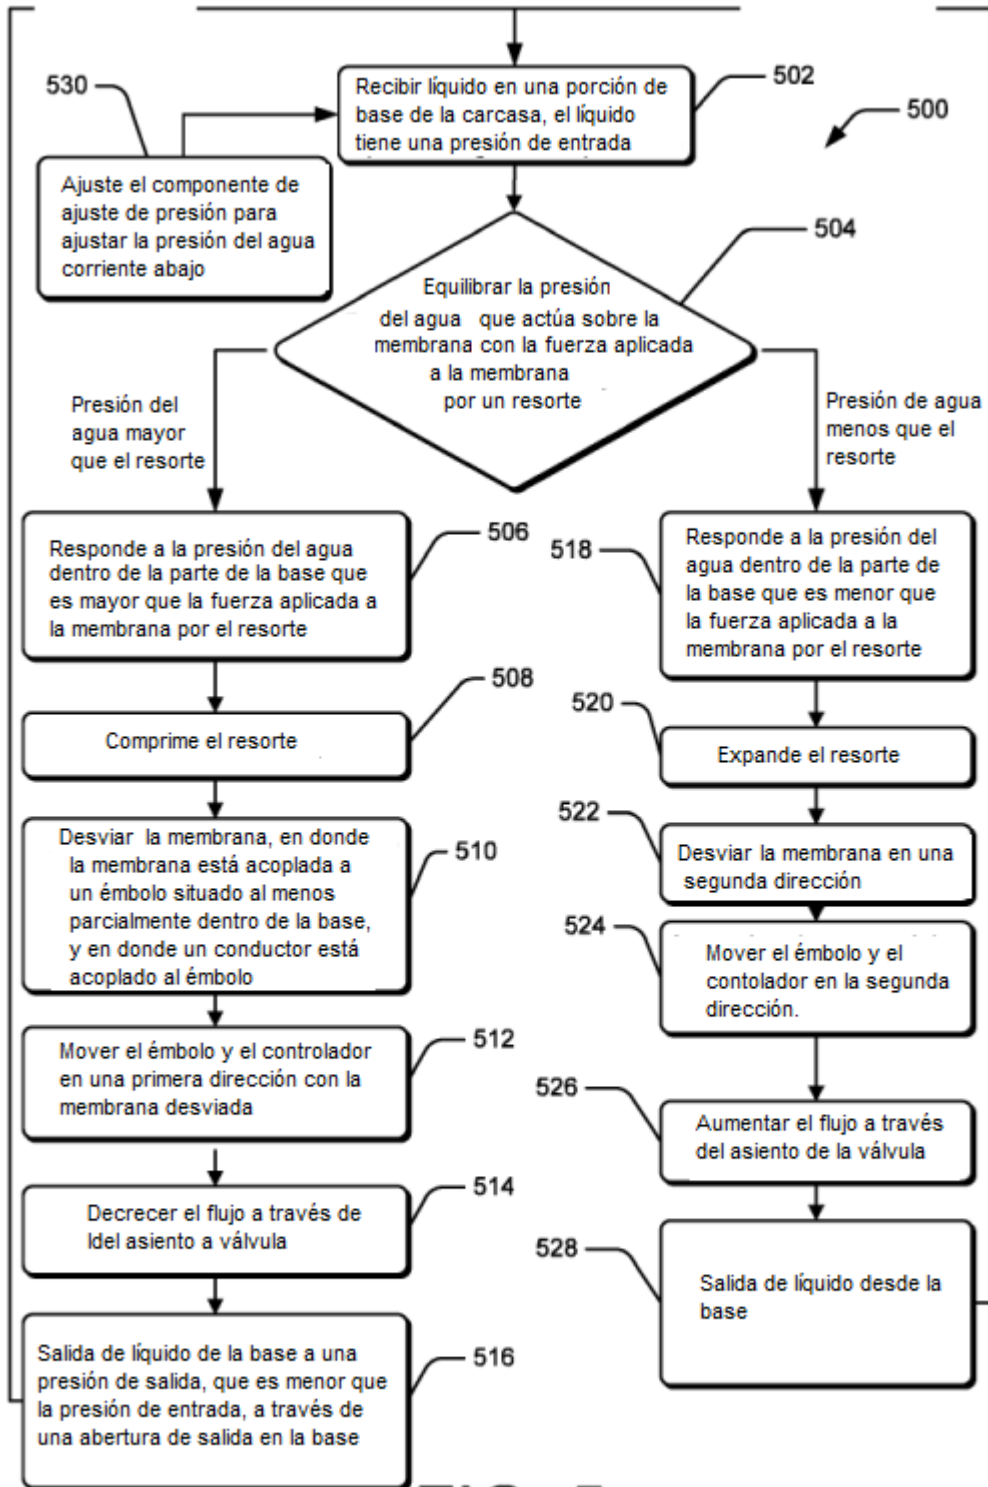 502
Recibir líquido en una porción de
base de la carcasa, el líquido
tiene una presión de entrada
500
530
Ajuste el componente de
ajuste de presión para
ajustar la presión del agua
corriente abajo
504
Equilibrar la presión
del agua que actúa sobre la
membrana con la fuerza aplicada
a la membrana
por un resorte
Presión del
agua mayor
que el resorte
Presión de agua
menos que el
resorte
506
Responde a la presión del agua
dentro de la parte de la base que
es mayor que la fuerza aplicada a
la membrana por el resorte
508
Comprime el resorte
510
Desviar la membrana, en donde
la membrana está acoplada a
un émbolo situado al menos
parcialmente dentro de la base,
y en donde un conductor está
acoplado al émbolo
512
Mover el émbolo y el controlador
en una primera dirección con la
membrana desviada
514
Decrecer el flujo a través de
ldel asiento a válvula
516
Salida de líquido de la base a una
presión de salida, que es menor que
la presión de entrada, a través de
una abertura de salida en la base
518
Responde a la presión del
agua dentro de la parte de
la base que es menor que
la fuerza aplicada a la
membrana por el resorte
520
Expande el resorte
522
Desviar la membrana en una
segunda dirección
524
Mover el émbolo y el
contolador en la segunda
dirección.
526
Aumentar el flujo a través
del asiento de la válvula
528
Salida de líquido desde la
base